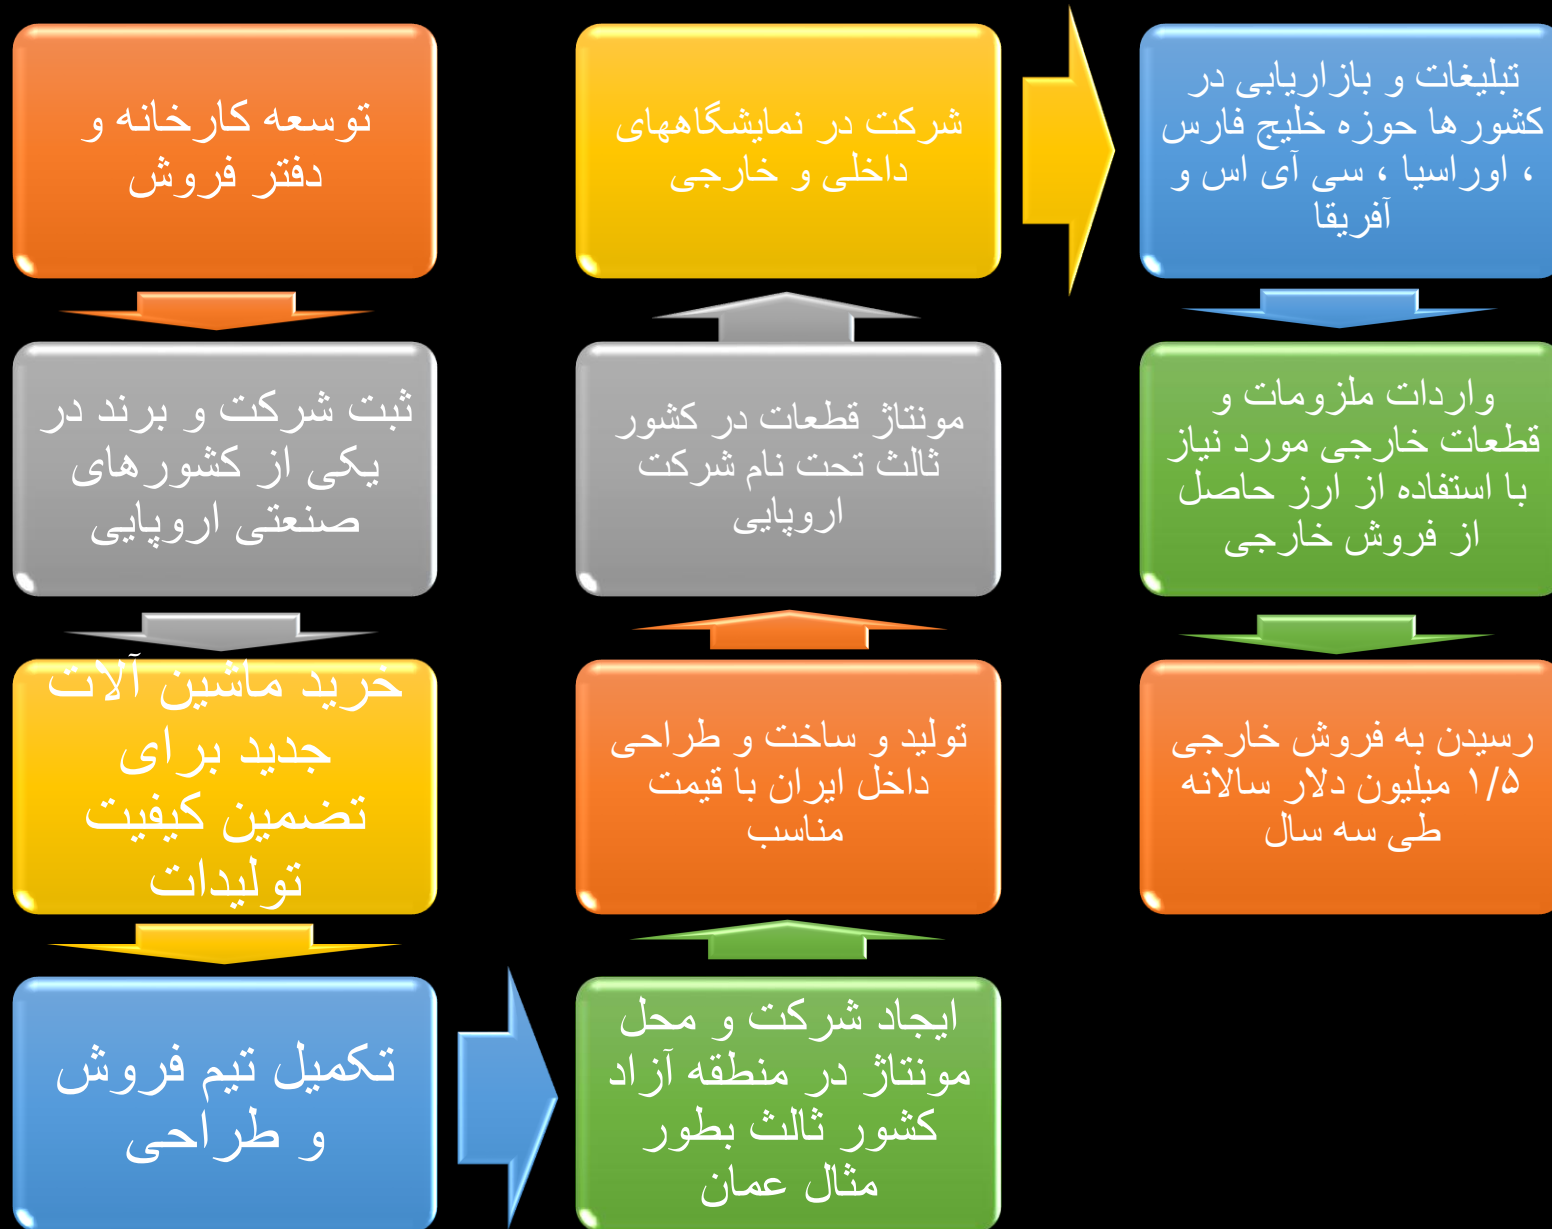 توسعه کارخانه و
دفتر فروش
ثبت شرکت و برند در
یکی از کشورهای
صنعتی اروپایی
خرید ماشین آلات
جدید برای
تضمین کیفیت
تولیدات
تکمیل تیم فروش
و طراحی
ایجاد شرکت و محل
مونتاژ در منطقه آزاد
کشور ثالث بطور
مثال عمان
تولید و ساخت و طراحی
داخل ایران با قیمت
مناسب
مونتاژ قطعات در کشور
ثالث تحت نام شرکت
اروپایی
شرکت در نمایشگاههای
داخلی و خارجی
تبلیغات و بازاریابی در
کشورها حوزه خلیج فارس
، اوراسیا ، سی آی اس و
آفریقا
واردات ملزومات و
قطعات خارجی مورد نیاز
با استفاده از ارز حاصل
از فروش خارجی
رسیدن به فروش خارجی
۱/۵ میلیون دلار سالانه
طی سه سال